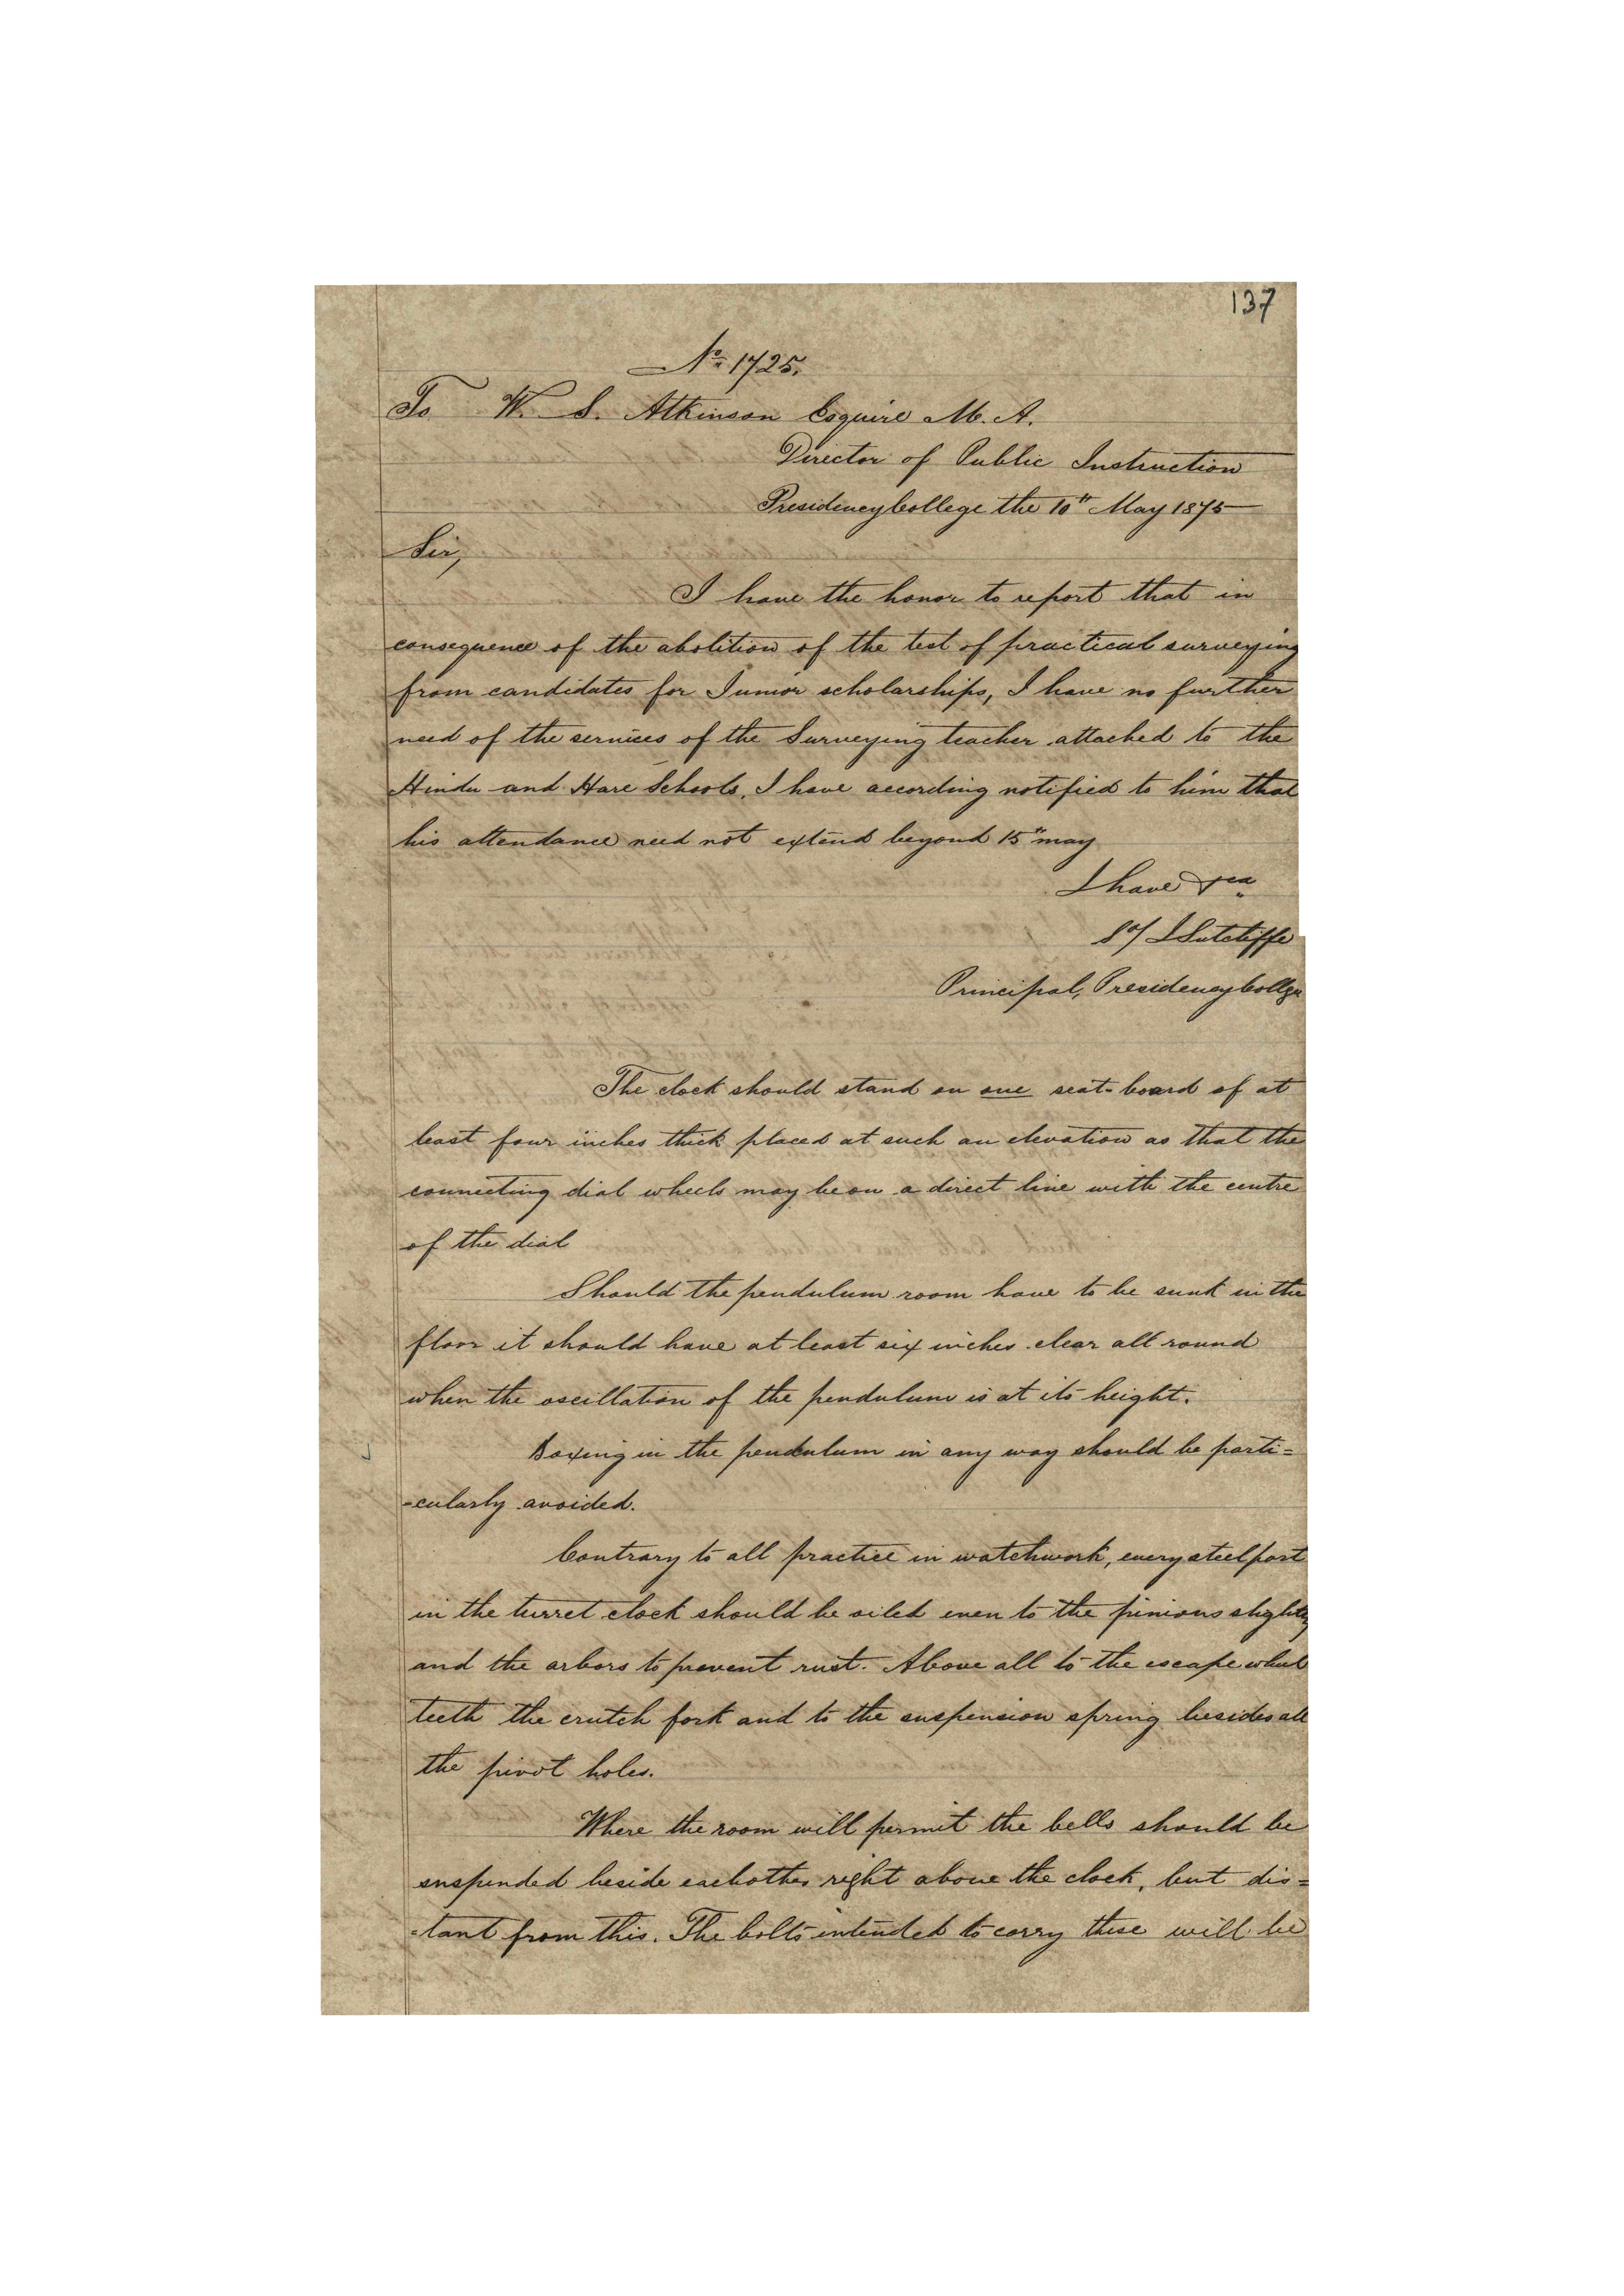 137
No. 1725.
To W. S. Atkinson Esquire M. A.
Director of Public Instruction
Presidency College the 10th May 1875
Sir,
I have the honor to report that in
consequence of the abolition of the test of practical surveying
from candidates for Junior scholarships, I have no further
need of the services of the Surveying teacher attached to the
Hindu and Hare Schools. I have according notified to him that
his attendance need not extend beyond 15th may
I have &ca
Sd/ J Sutcliffe
Principal, Presidency College
The clock should stand on one seat-board of at
least four inches thick placed at such an elevation as that the
connecting dial wheels may be on a direct line with the centre
of the dial
Should the pendulum room have to be sunk in the
floor it should have at least six inches clear all round
when the oscillation of the pendulum is at its height.
Boxing in the pendulum in any way should be parti=
=cularly avoided.
Contrary to all practice in watchwork, every steel part
in the turret clock should be oiled even to the pinions slightly
and the arbors to prevent rust. Above all to the escape wheel
teeth the crutch fork and to the suspension spring besides all
the pivot holes.
Where the room will permit the bells should be
suspended beside eachother right above the clock, but dis=
=tant from this. The bolts intended to carry these will be